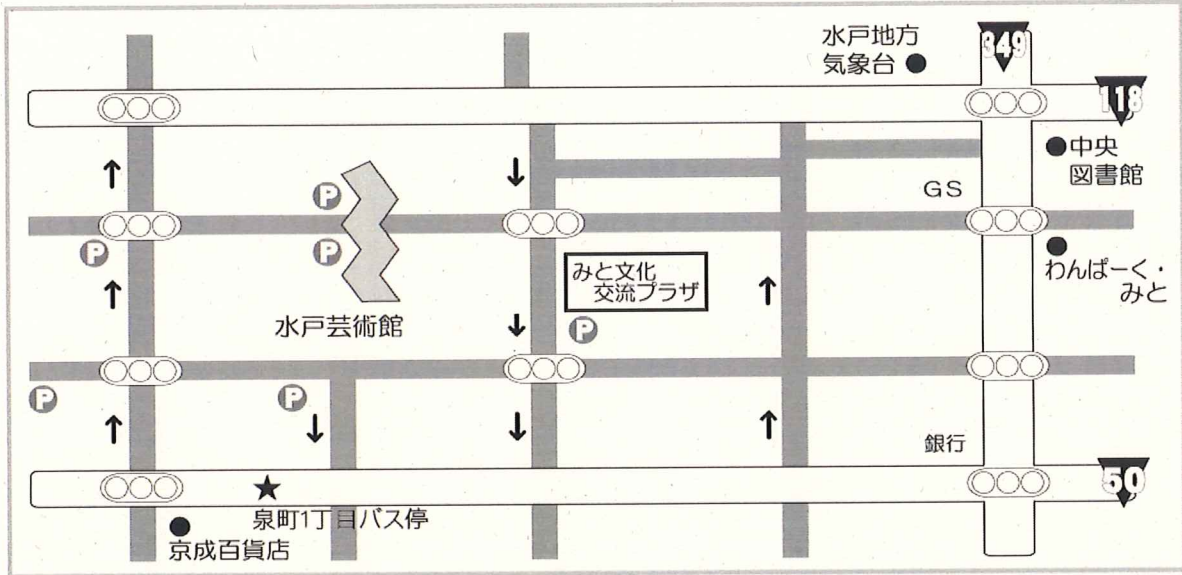 水戸地方
気象台
349
118
中央
図書館
P
GS
P
P
わんぱーく・
みと
みと文化
交流プラザ
水戸芸術館
P
P
P
銀行
50
泉町1丁目バス停
京成百貨店